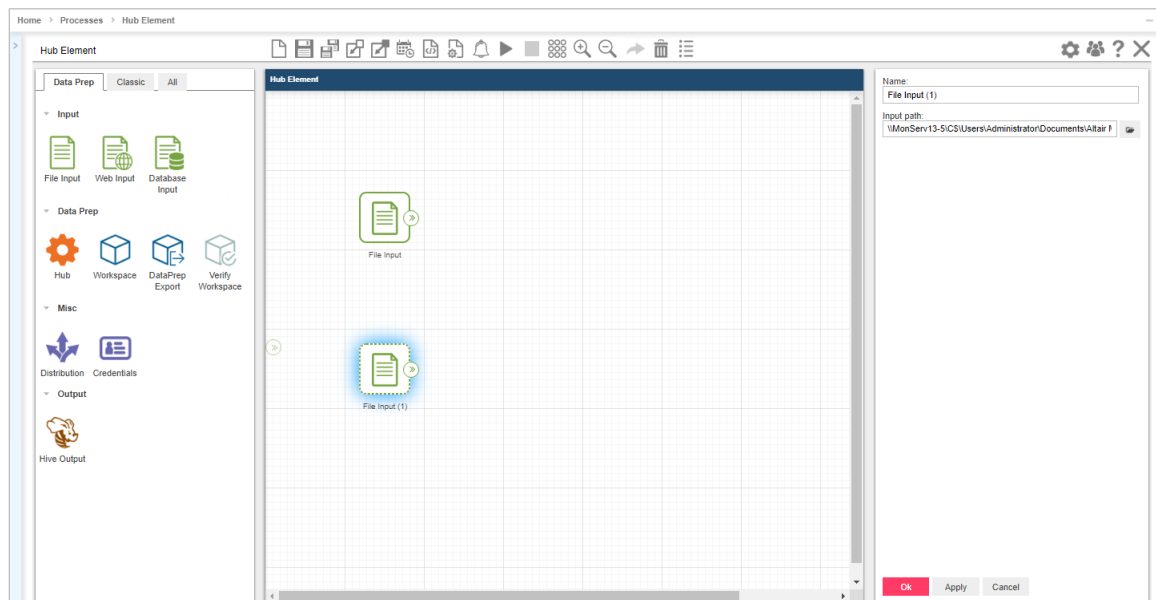 Home > Processes > Hub Element
Hub Element
Data Prep Classic All
Input
File Input Web Input Database Input
Data Prep
Hub Workspace DataPrep Export Verify Workspace
Misc
Distribution Credentials
Output
Hive Output
Hub Element
File Input
File Input (1)
Name:
File Input (1)
Input path:
\\MonServ13-5\C$\Users\Administrator\Documents\Altair
Ok Apply Cancel